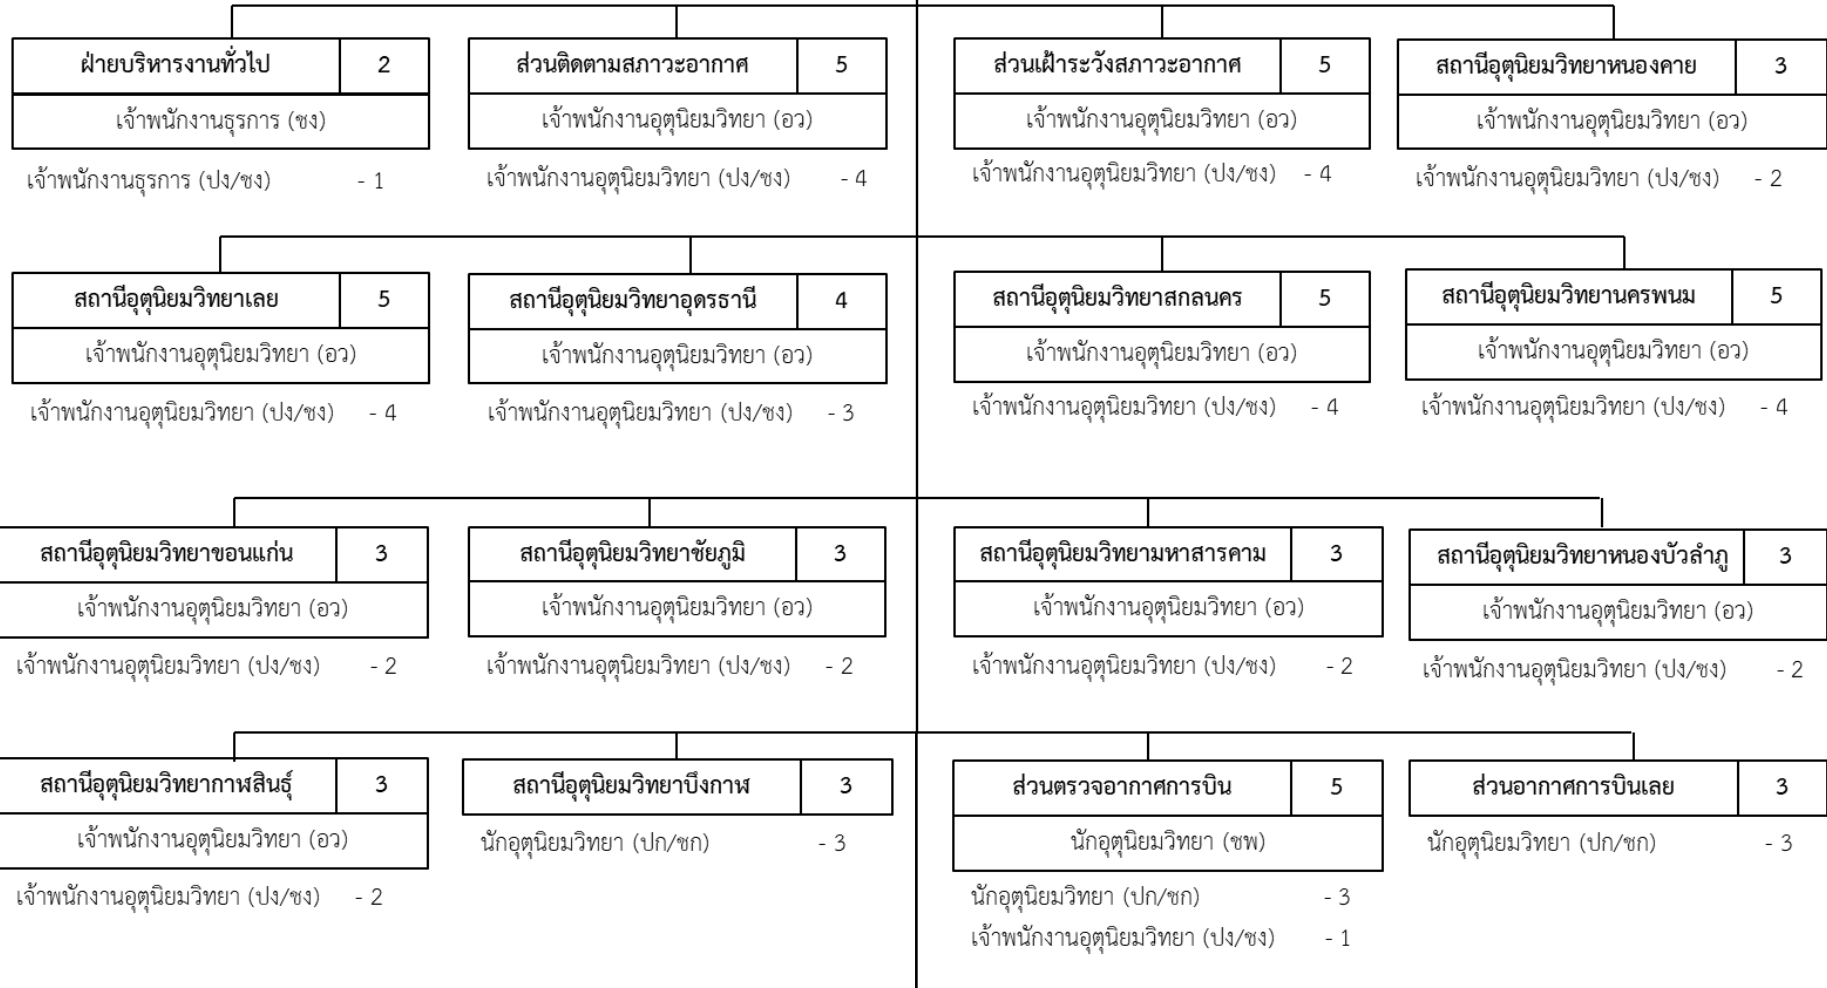 ฝ่ายบริหารงานทั่วไป 2
เจ้าพนักงานธุรการ (ชง)
เจ้าพนักงานธุรการ (ปง/ชง) - 1
ส่วนติดตามสภาวะอากาศ 5
เจ้าพนักงานอุตุนิยมวิทยา (อว)
เจ้าพนักงานอุตุนิยมวิทยา (ปง/ชง) - 4
ส่วนเฝ้าระวังสภาวะอากาศ 5
เจ้าพนักงานอุตุนิยมวิทยา (อว)
เจ้าพนักงานอุตุนิยมวิทยา (ปง/ชง) - 4
สถานีอุตุนิยมวิทยาหนองคาย 3
เจ้าพนักงานอุตุนิยมวิทยา (อว)
เจ้าพนักงานอุตุนิยมวิทยา (ปง/ชง) - 2
สถานีอุตุนิยมวิทยาเลย 5
เจ้าพนักงานอุตุนิยมวิทยา (อว)
เจ้าพนักงานอุตุนิยมวิทยา (ปง/ชง) - 4
สถานีอุตุนิยมวิทยาอุดรธานี 4
เจ้าพนักงานอุตุนิยมวิทยา (อว)
เจ้าพนักงานอุตุนิยมวิทยา (ปง/ชง) - 3
สถานีอุตุนิยมวิทยาสกลนคร 5
เจ้าพนักงานอุตุนิยมวิทยา (อว)
เจ้าพนักงานอุตุนิยมวิทยา (ปง/ชง) - 4
สถานีอุตุนิยมวิทยานครพนม 5
เจ้าพนักงานอุตุนิยมวิทยา (อว)
เจ้าพนักงานอุตุนิยมวิทยา (ปง/ชง) - 4
สถานีอุตุนิยมวิทยาขอนแก่น 3
เจ้าพนักงานอุตุนิยมวิทยา (อว)
เจ้าพนักงานอุตุนิยมวิทยา (ปง/ชง) - 2
สถานีอุตุนิยมวิทยาชัยภูมิ 3
เจ้าพนักงานอุตุนิยมวิทยา (อว)
เจ้าพนักงานอุตุนิยมวิทยา (ปง/ชง) - 2
สถานีอุตุนิยมวิทยามหาสารคาม 3
เจ้าพนักงานอุตุนิยมวิทยา (อว)
เจ้าพนักงานอุตุนิยมวิทยา (ปง/ชง) - 2
สถานีอุตุนิยมวิทยาหนองบัวลำภู 3
เจ้าพนักงานอุตุนิยมวิทยา (อว)
เจ้าพนักงานอุตุนิยมวิทยา (ปง/ชง) - 2
สถานีอุตุนิยมวิทยากาฬสินธุ์ 3
เจ้าพนักงานอุตุนิยมวิทยา (อว)
เจ้าพนักงานอุตุนิยมวิทยา (ปง/ชง) - 2
สถานีอุตุนิยมวิทยาบึงกาฬ 3
นักอุตุนิยมวิทยา (ปก/ชก) - 3
ส่วนตรวจอากาศการบิน 5
นักอุตุนิยมวิทยา (ชพ)
นักอุตุนิยมวิทยา (ปก/ชก) - 3
เจ้าพนักงานอุตุนิยมวิทยา (ปง/ชง) - 1
ส่วนอากาศการบินเลย 3
นักอุตุนิยมวิทยา (ปก/ชก) - 3